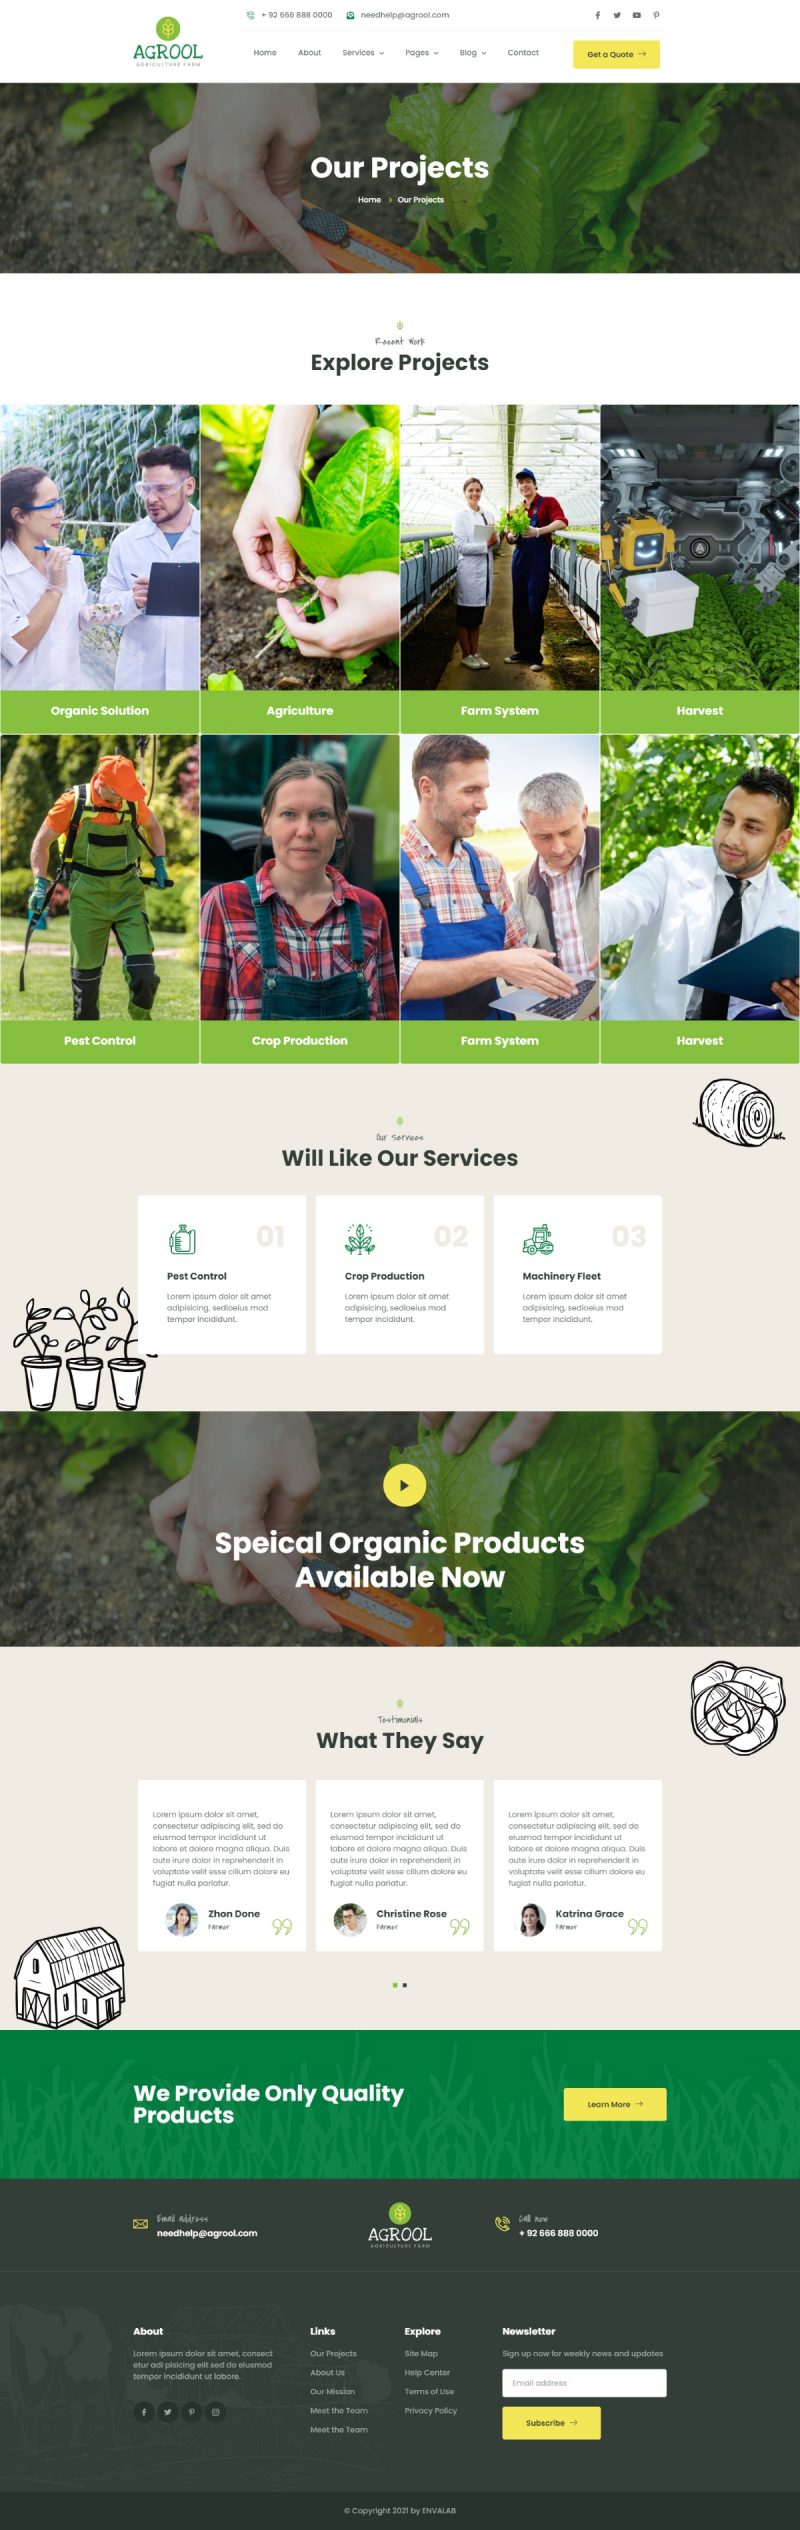 + 92 666 888 0000
needhelp@agrool.com
AGROOL
AGRICULTURE FARM
Home
About
Services
Pages
Blog
Contact
Get a Quote
Our Projects
Home
Our Projects
Recent Work
Explore Projects
Organic Solution
Agriculture
Farm System
Harvest
Pest Control
Crop Production
Farm System
Harvest
Our Services
Will Like Our Services
01
Pest Control
Lorem ipsum dolor sit amet
adipisicing, sedioeius mod
tempor incididunt.
02
Crop Production
Lorem ipsum dolor sit amet
adipisicing, sedioeius mod
tempor incididunt.
03
Machinery Fleet
Lorem ipsum dolor sit amet
adipisicing, sedioeius mod
tempor incididunt.
Speical Organic Products
Available Now
Testimonials
What They Say
Lorem ipsum dolor sit amet,
consectetur adipiscing elit, sed do
eiusmod tempor incididunt ut
labore et dolore magna aliqua. Duis
aute irure dolor in reprehenderit in
voluptate velit esse cillum dolore eu
fugiat nulla pariatur.
Zhon Done
Farmer
Lorem ipsum dolor sit amet,
consectetur adipiscing elit, sed do
eiusmod tempor incididunt ut
labore et dolore magna aliqua. Duis
aute irure dolor in reprehenderit in
voluptate velit esse cillum dolore eu
fugiat nulla pariatur.
Christine Rose
Farmer
Lorem ipsum dolor sit amet,
consectetur adipiscing elit, sed do
eiusmod tempor incididunt ut
labore et dolore magna aliqua. Duis
aute irure dolor in reprehenderit in
voluptate velit esse cillum dolore eu
fugiat nulla pariatur.
Katrina Grace
Farmer
We Provide Only Quality
Products
Learn More
Email address
needhelp@agrool.com
AGROOL
AGRICULTURE FARM
Call now
+ 92 666 888 0000
About
Lorem ipsum dolor sit amet, consect
etur adi pisicing elit sed do eiusmod
tempor incididunt ut labore.
Links
Our Projects
About Us
Our Mission
Meet the Team
Meet the Team
Explore
Site Map
Help Center
Terms of Use
Privacy Policy
Newsletter
Sign up now for weekly news and updates
Email address
Subscribe
© Copyright 2021 by ENVALAB